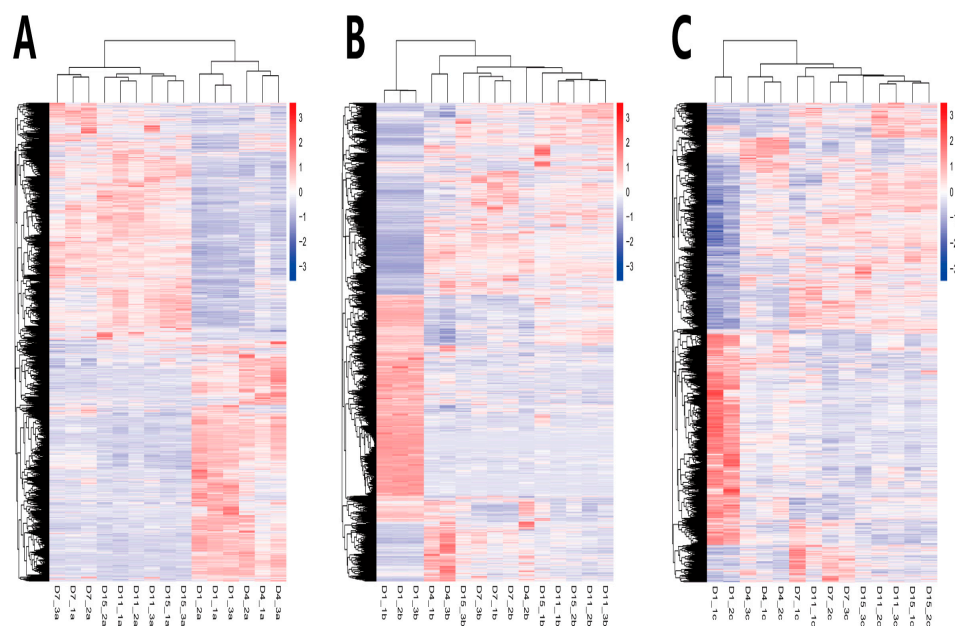 A
3
2
1
0
-1
-2
-3
D7_3a
D7_1a
D7_2a
D15_2a
D11_1a
D11_2a
D11_3a
D15_1a
D15_3a
D1_2a
D1_1a
D1_3a
D4_2a
D4_1a
D4_3a
B
3
2
1
0
-1
-2
-3
D1_1b
D1_2b
D1_3b
D4_1b
D4_3b
D15_3b
D7_3b
D7_1b
D7_2b
D4_2b
D15_1b
D11_1b
D15_2b
D11_2b
D11_3b
C
3
2
1
0
-1
-2
-3
D1_1c
D1_2c
D4_3c
D4_1c
D4_2c
D7_1c
D11_1c
D7_2c
D7_3c
D15_3c
D11_2c
D11_3c
D15_1c
D15_2c